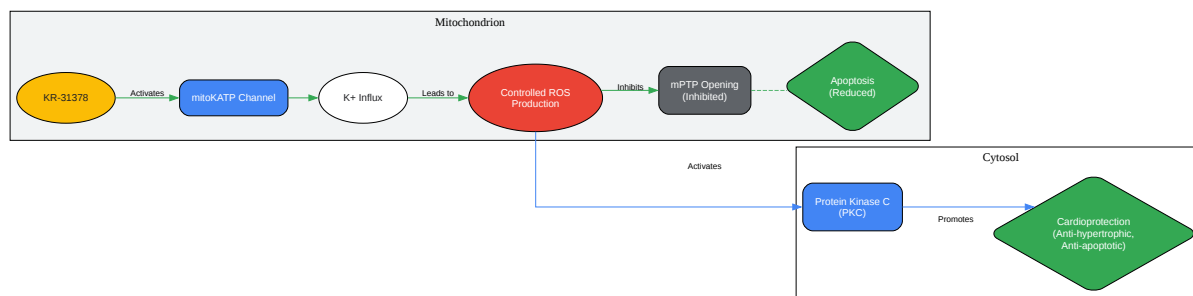 Mitochondrion
KR-31378
Activates
mitoKATP Channel
K+ Influx
Leads to
Controlled ROS
Production
Inhibits
mPTP Opening
(Inhibited)
Apoptosis
(Reduced)
Activates
Cytosol
Protein Kinase C
(PKC)
Promotes
Cardioprotection
(Anti-hypertrophic,
Anti-apoptotic)